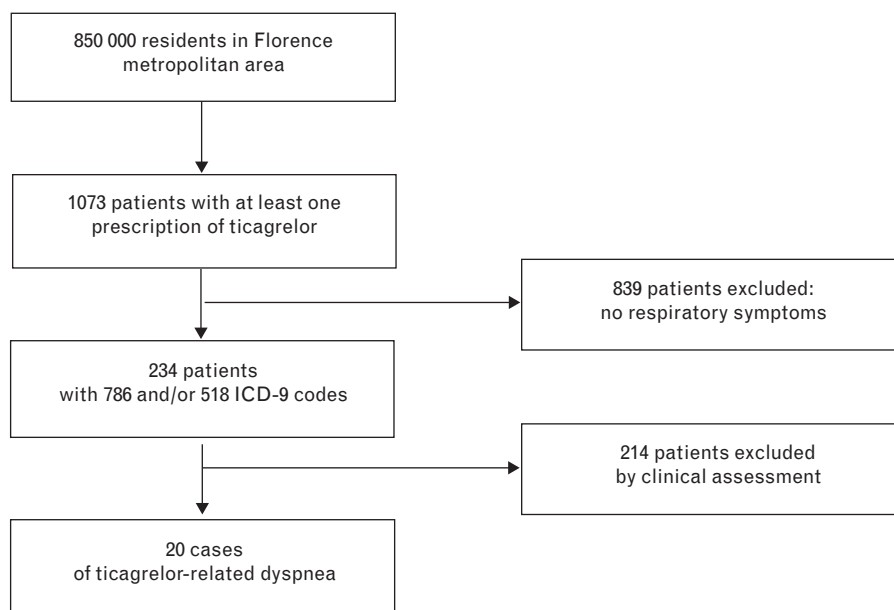 850 000 residents in Florence
metropolitan area
1073 patients with at least one
prescription of ticagrelor
839 patients excluded:
no respiratory symptoms
234 patients
with 786 and/or 518 ICD-9 codes
214 patients excluded
by clinical assessment
20 cases
of ticagrelor-related dyspnea